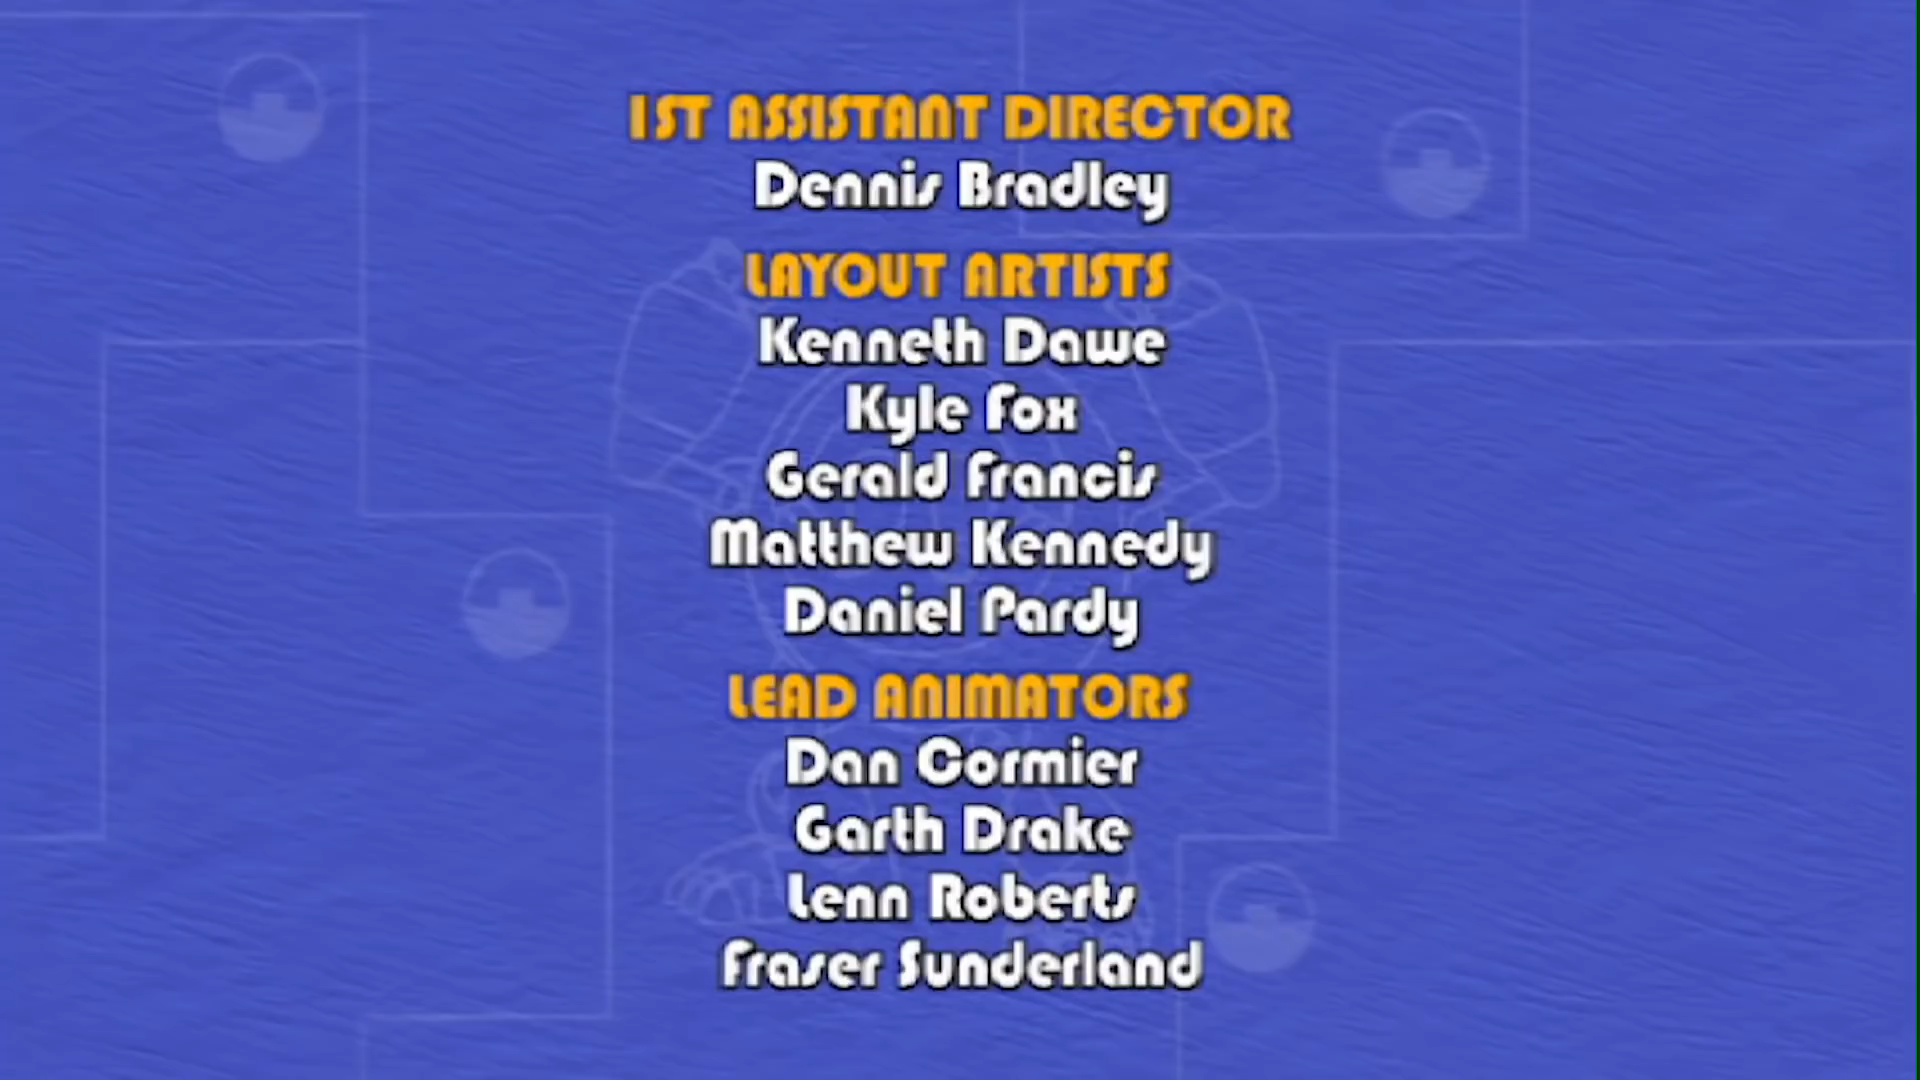 1ST ASSISTANT DIRECTOR
Dennis Bradley
LAYOUT ARTISTS
Kenneth Dawe
Kyle Fox
Gerald Francis
Matthew Kennedy
Daniel Pardy
LEAD ANIMATORS
Dan Cormier
Garth Drake
Lenn Roberts
Fraser Sunderland